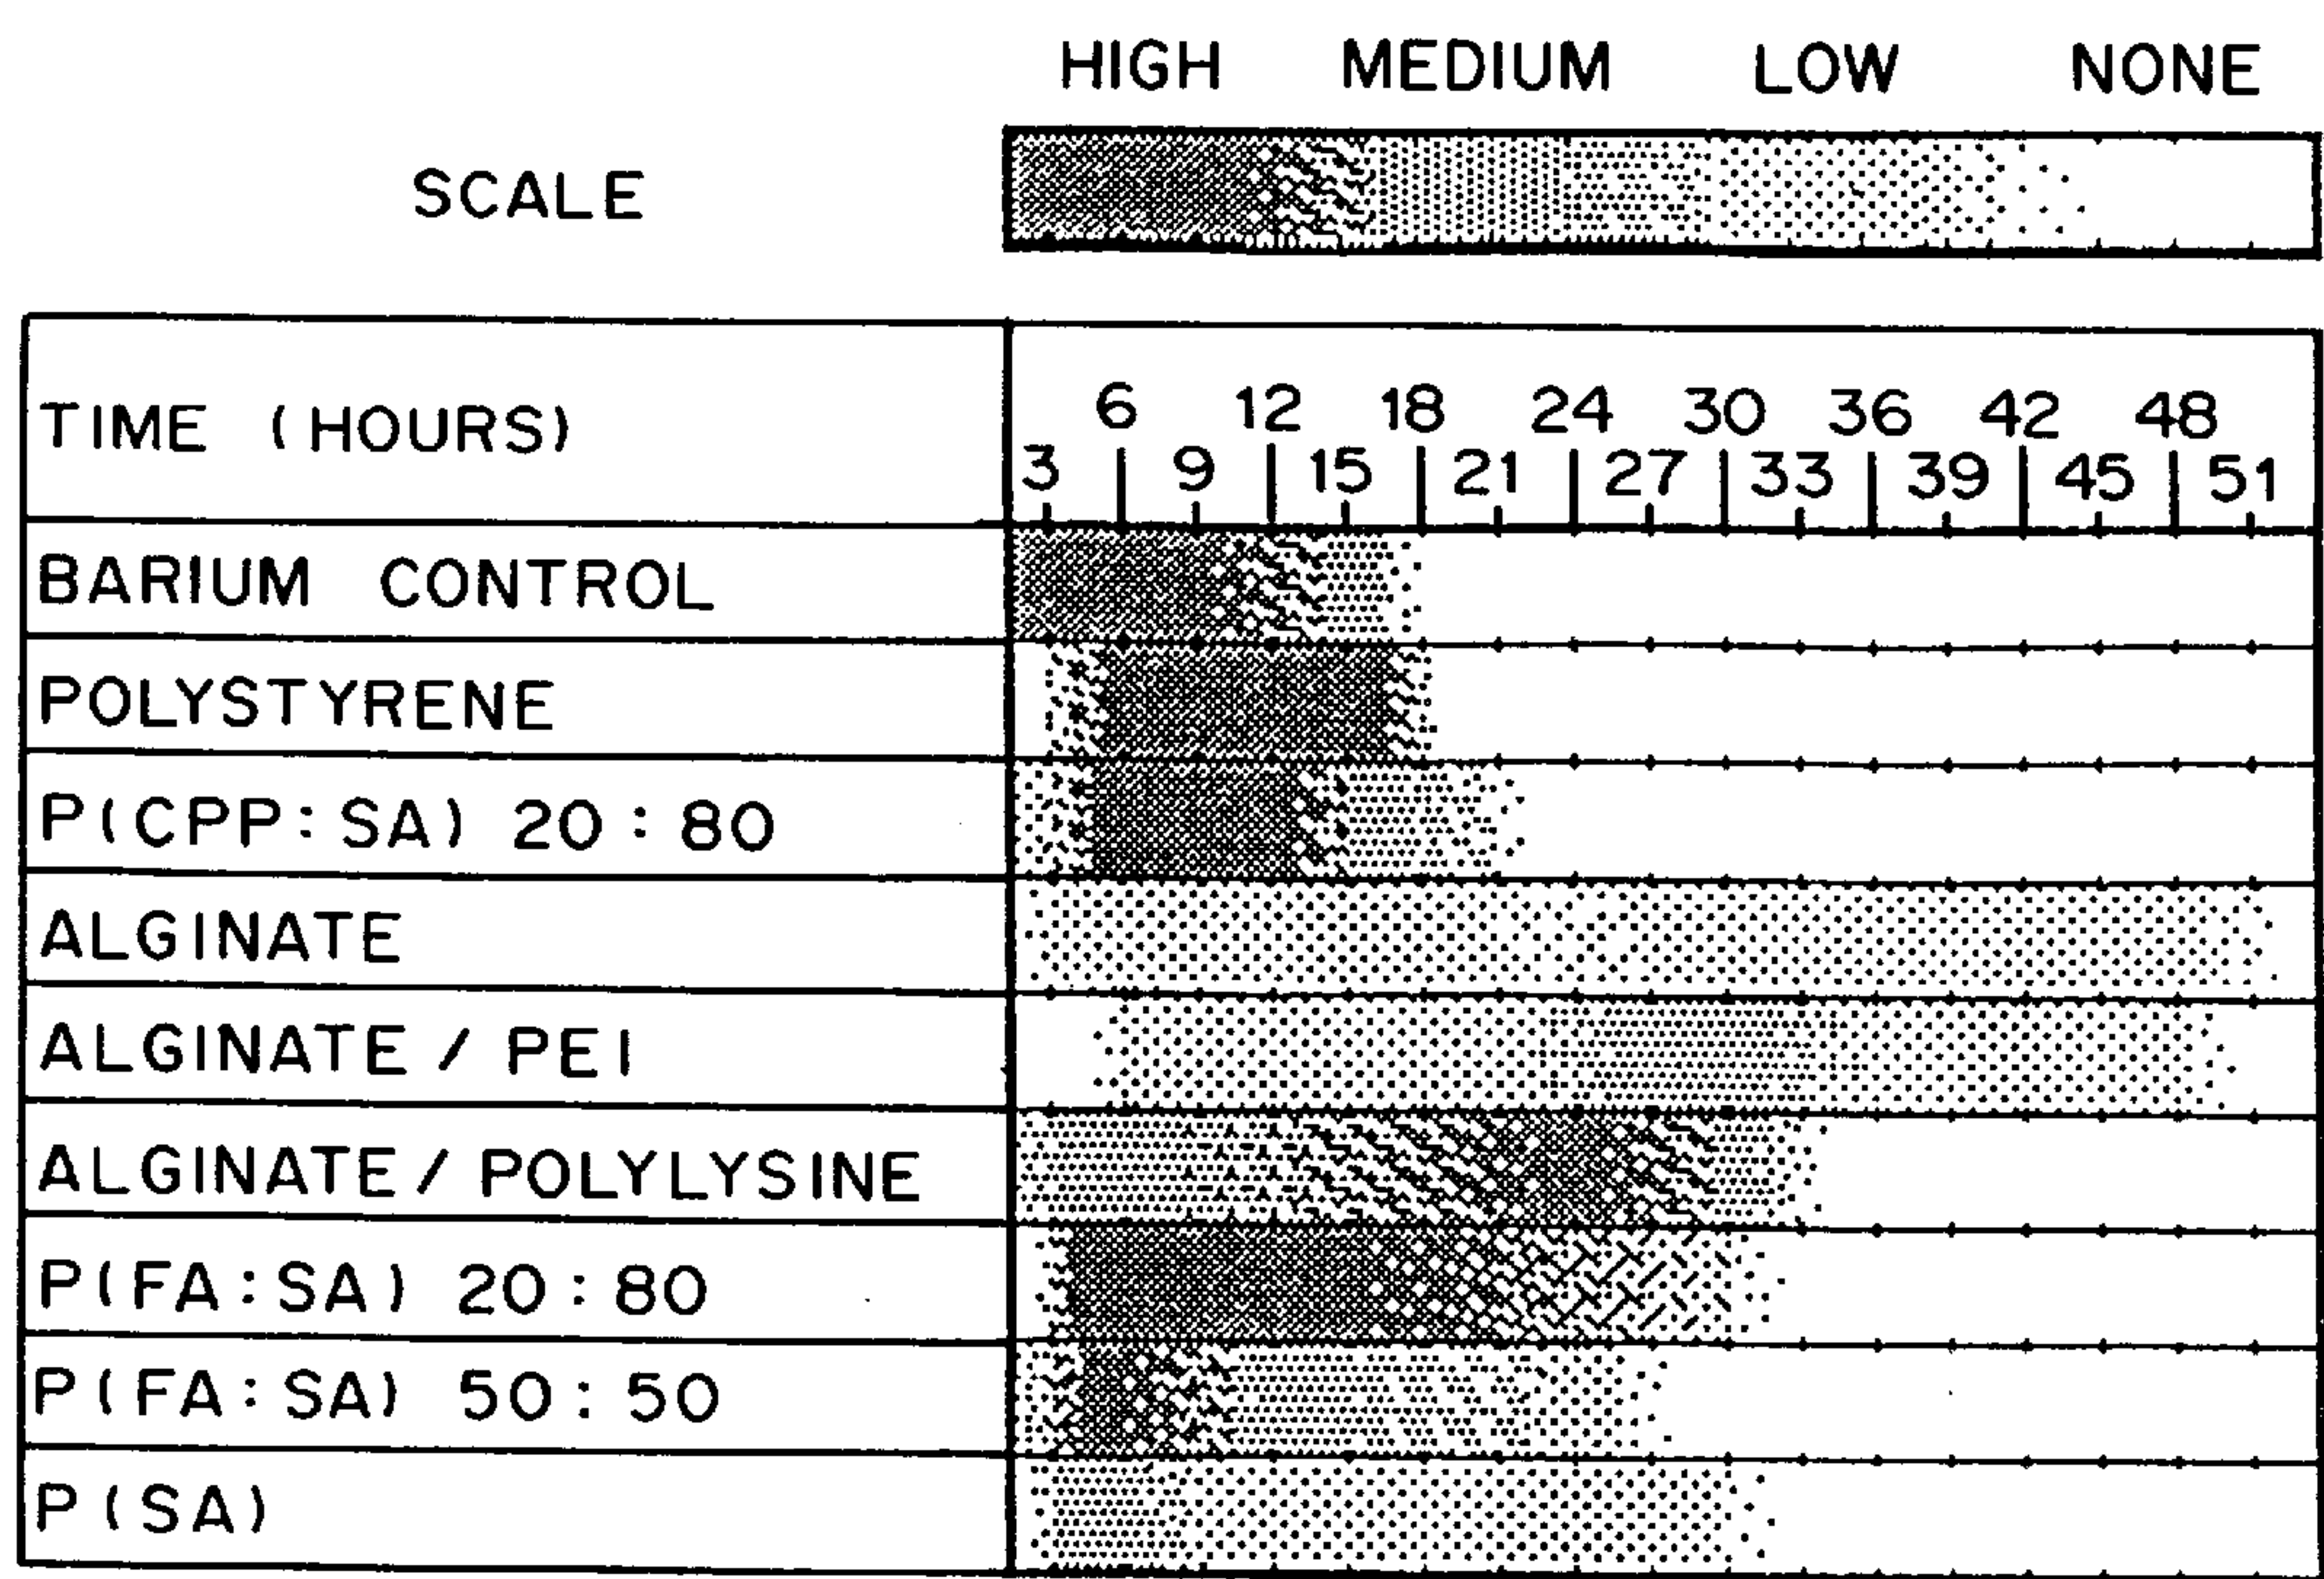 HIGH MEDIUM LOW NONE
SCALE
TIME (HOURS)
6 12 18 24 30 36 42 48
3 9 15 21 27 33 39 45 51
BARIUM CONTROL
POLYSTYRENE
P(CPP:SA) 20:80
ALGINATE
ALGINATE / PEI
ALGINATE / POLYLYSINE
P(FA:SA) 20:80
P(FA:SA) 50:50
P(SA)